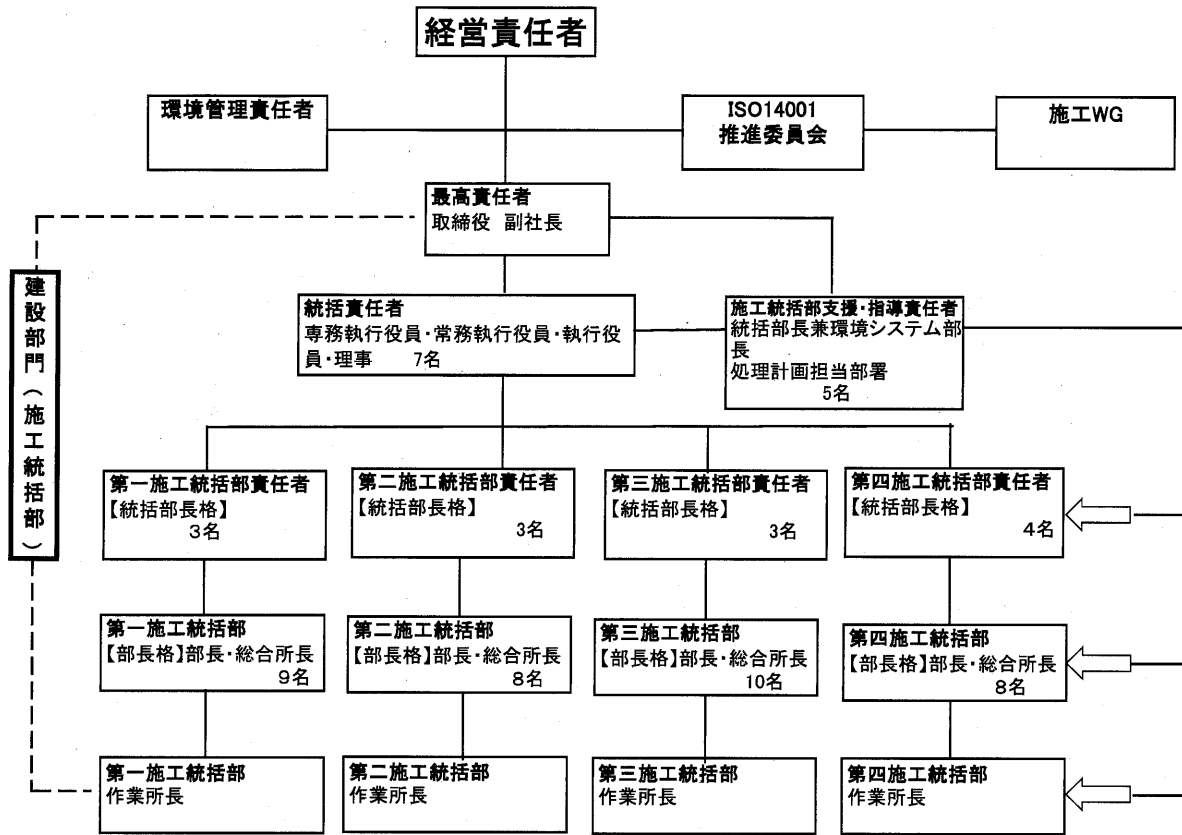 経営責任者
環境管理責任者
ISO14001
推進委員会
施工WG
最高責任者
取締役 副社長
建設部門(施工統括部)
統括責任者
専務執行役員・常務執行役員・執行役
員・理事 7名
施工統括部支援・指導責任者
統括部長兼環境システム部
長
処理計画担当部署
5名
第一施工統括部責任者
【統括部長格】
3名
第二施工統括部責任者
【統括部長格】
3名
第三施工統括部責任者
【統括部長格】
3名
第四施工統括部責任者
【統括部長格】
4名
第一施工統括部
【部長格】部長・総合所長
9名
第二施工統括部
【部長格】部長・総合所長
8名
第三施工統括部
【部長格】部長・総合所長
10名
第四施工統括部
【部長格】部長・総合所長
8名
第一施工統括部
作業所長
第二施工統括部
作業所長
第三施工統括部
作業所長
第四施工統括部
作業所長